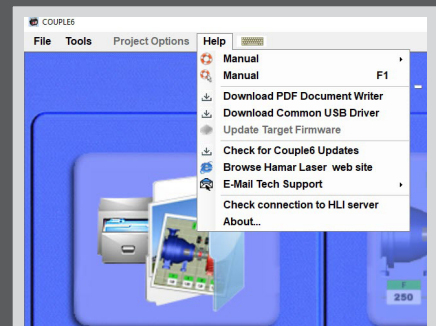 COUPLE6
File Tools Project Options Help
Manual
Manual F1
Download PDF Document Writer
Download Common USB Driver
Update Target Firmware
Check for Couple6 Updates
Browse Hamar Laser web site
E-Mail Tech Support
Check connection to HLI server
About...
F
250